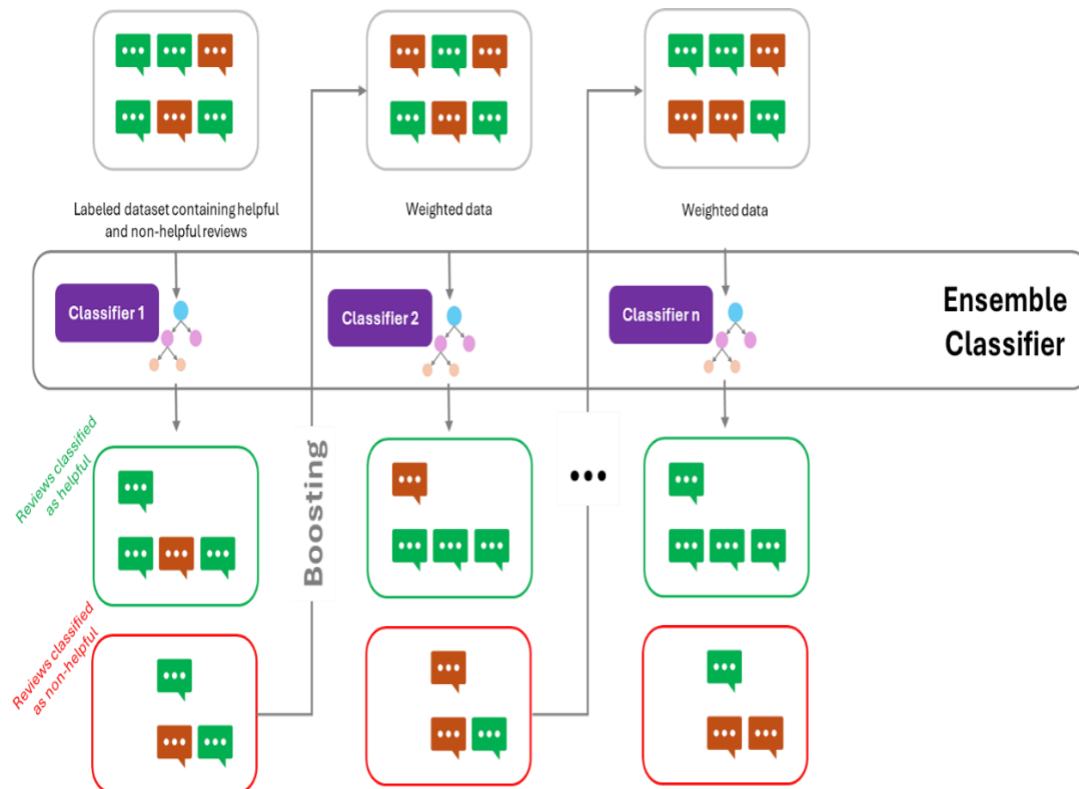 Labeled dataset containing helpful
and non-helpful reviews
Weighted data
Weighted data
Classifier 1
Classifier 2
Classifier n
Ensemble
Classifier
Reviews classified
as helpful
Boosting
...
Reviews classified
as non-helpful